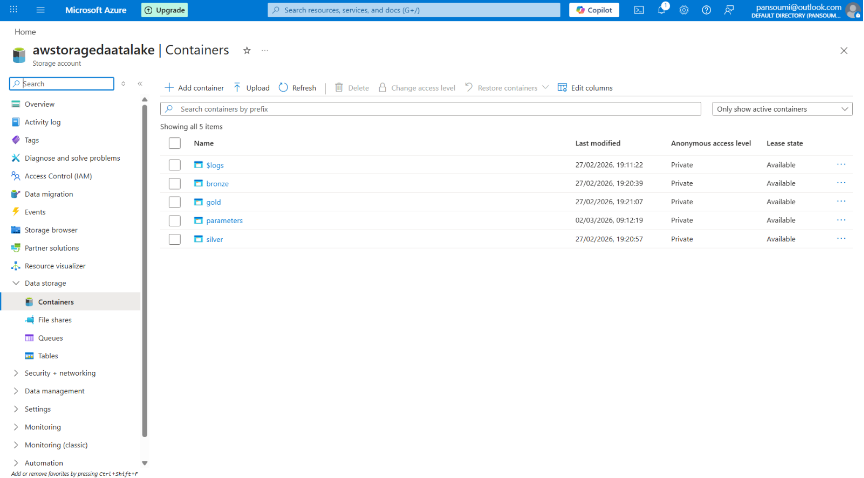 Microsoft Azure
Upgrade
Search resources, services, and docs (G+/)
Copilot
1
pansoumi@outlook.com
DEFAULT DIRECTORY (PANSOUM...
Home
awstoragedaatalake | Containers
Storage account
Search
Add container
Upload
Refresh
Delete
Change access level
Restore containers
Edit columns
Overview
Activity log
Tags
Diagnose and solve problems
Access Control (IAM)
Data migration
Events
Storage browser
Partner solutions
Resource visualizer
Data storage
Containers
File shares
Queues
Tables
Security + networking
Data management
Settings
Monitoring
Monitoring (classic)
Automation
Add or remove favorites by pressing Ctrl+Shift+F
Search containers by prefix
Only show active containers
Showing all 5 items
Name Last modified Anonymous access level Lease state
$logs 27/02/2026, 19:11:22 Private Available
bronze 27/02/2026, 19:20:39 Private Available
gold 27/02/2026, 19:21:07 Private Available
parameters 02/03/2026, 09:12:19 Private Available
silver 27/02/2026, 19:20:57 Private Available